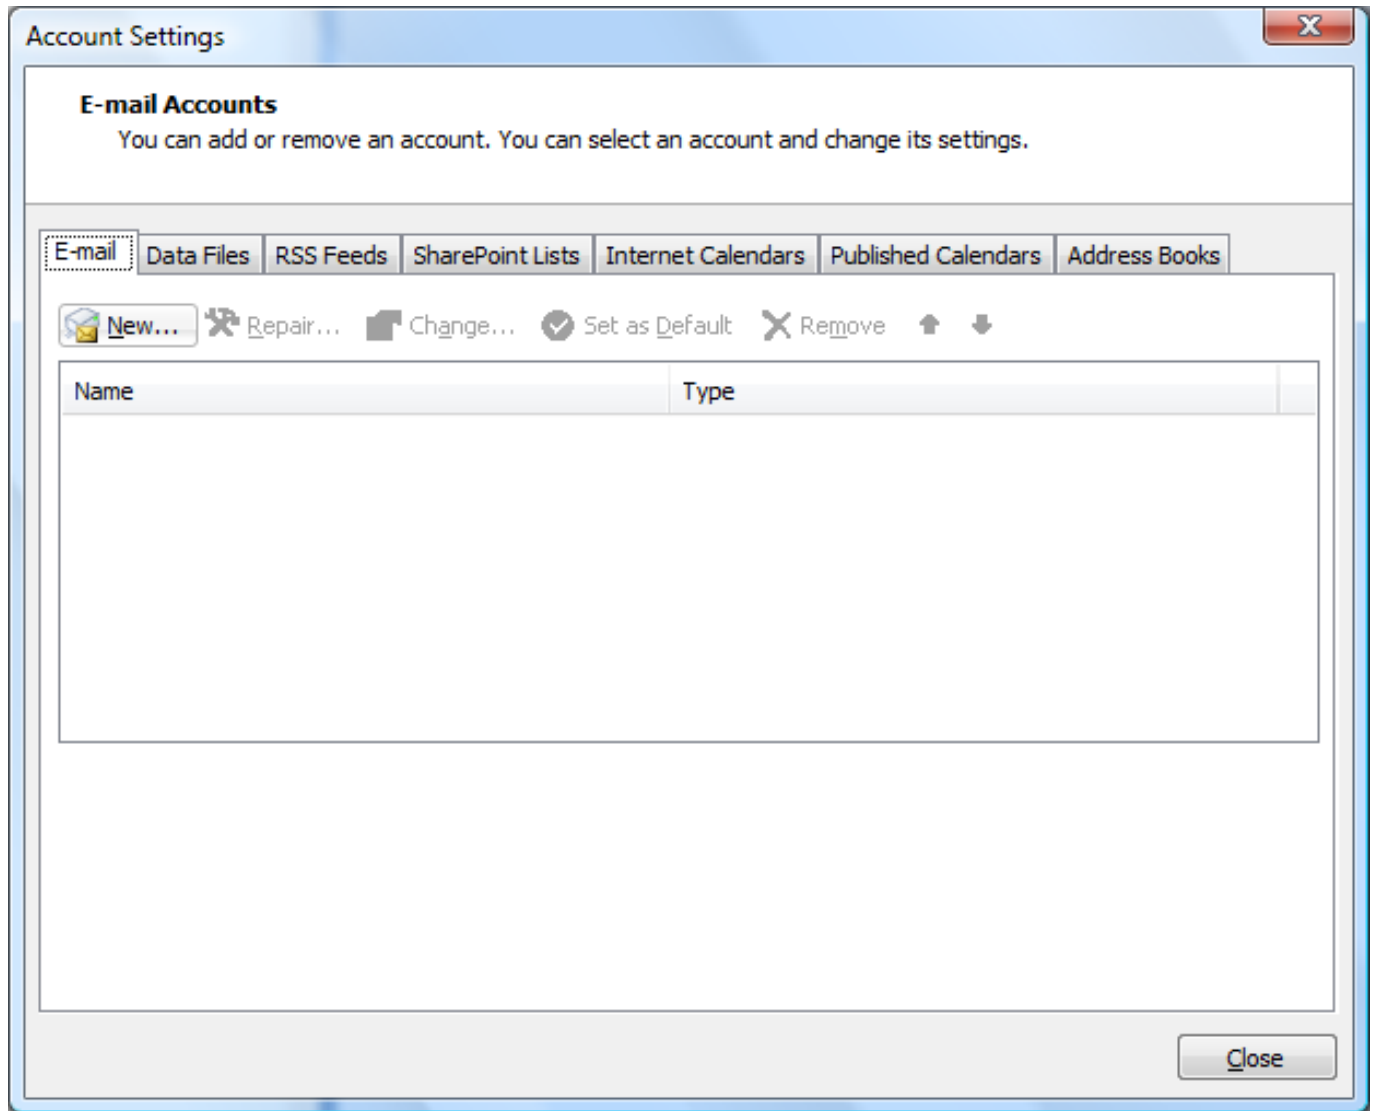 Account Settings
E-mail Accounts
You can add or remove an account. You can select an account and change its settings.
E-mail Data Files RSS Feeds SharePoint Lists Internet Calendars Published Calendars Address Books
New... Repair... Change... Set as Default Remove
Name Type
Close